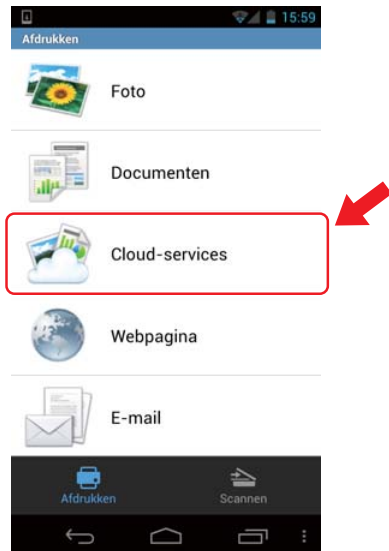 15:59
Afdrukken
Foto
Documenten
Cloud-services
Webpagina
E-mail
Afdrukken
Scannen